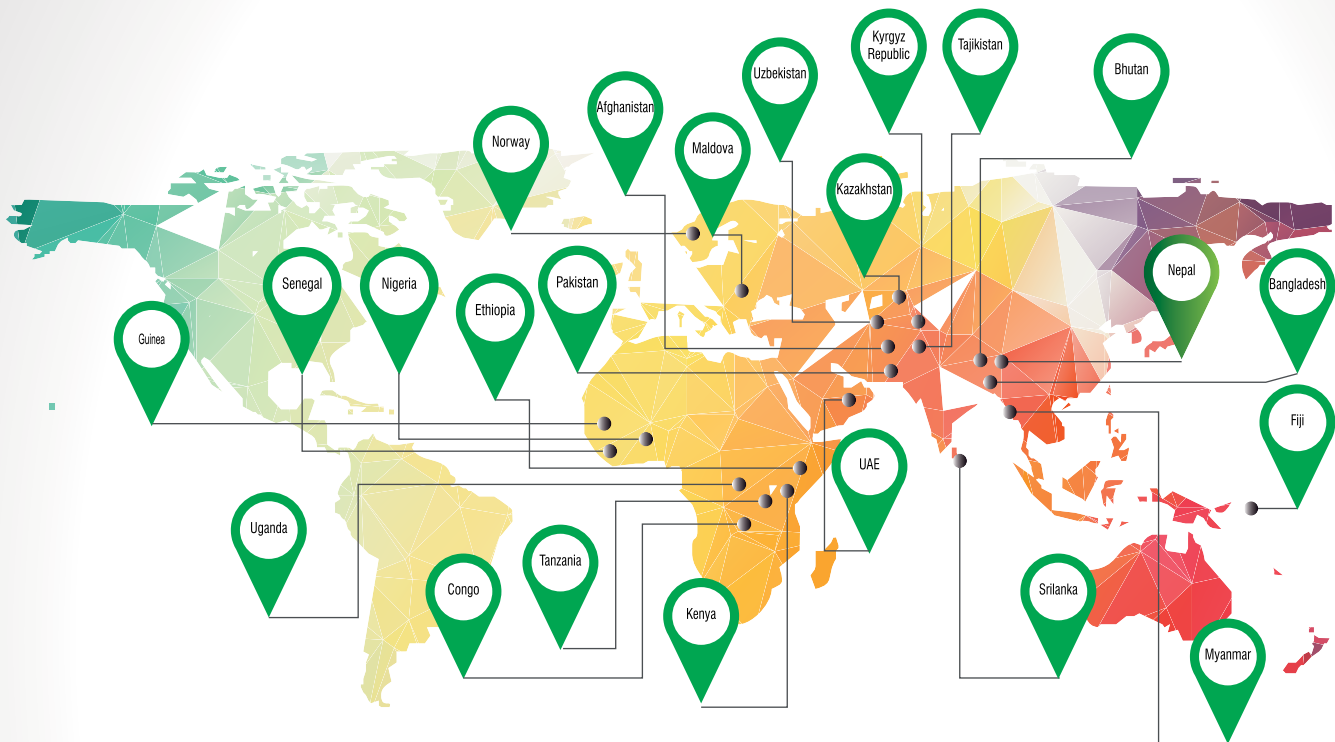 Kyrgyz
Republic
Tajikistan
Uzbekistan
Bhutan
Afghanistan
Norway
Maldova
Kazakhstan
Senegal
Nigeria
Pakistan
Nepal
Bangladesh
Ethiopia
Guinea
Fiji
UAE
Uganda
Tanzania
Congo
Srilanka
Kenya
Myanmar